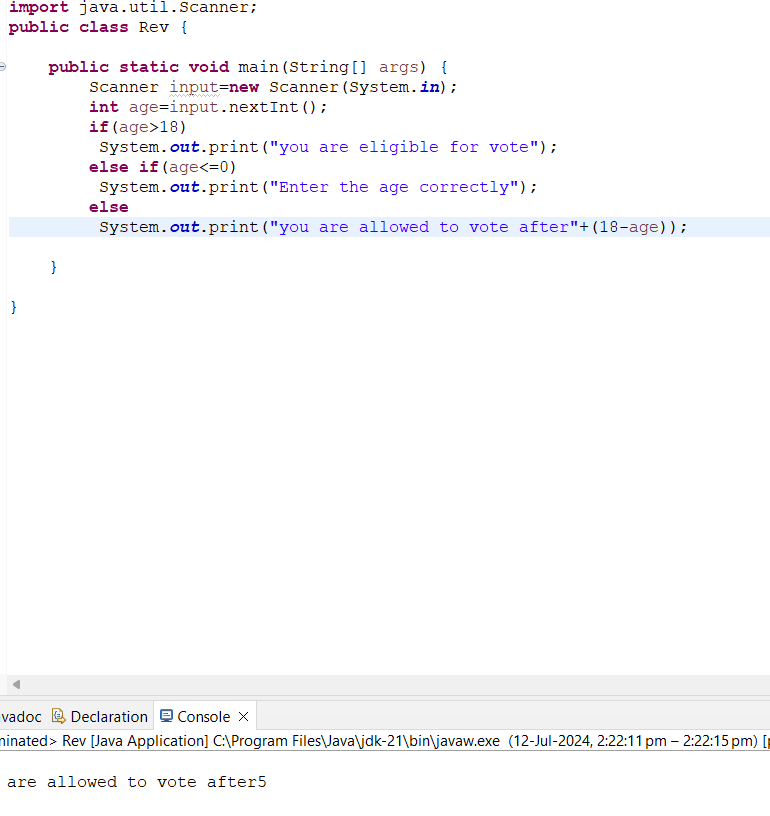 import java.util.Scanner;
public class Rev {
public static void main(String[] args) {
Scanner input=new Scanner(System.in);
int age=input.nextInt();
if(age>18)
System.out.print("you are eligible for vote");
else if(age<=0)
System.out.print("Enter the age correctly");
else
System.out.print("you are allowed to vote after"+(18-age));
}
}
vadoc Declaration Console
minated> Rev [Java Application] C:\Program Files\Java\jdk-21\bin\javaw.exe (12-Jul-2024, 2:22:11 pm – 2:22:15 pm) [p
are allowed to vote after5